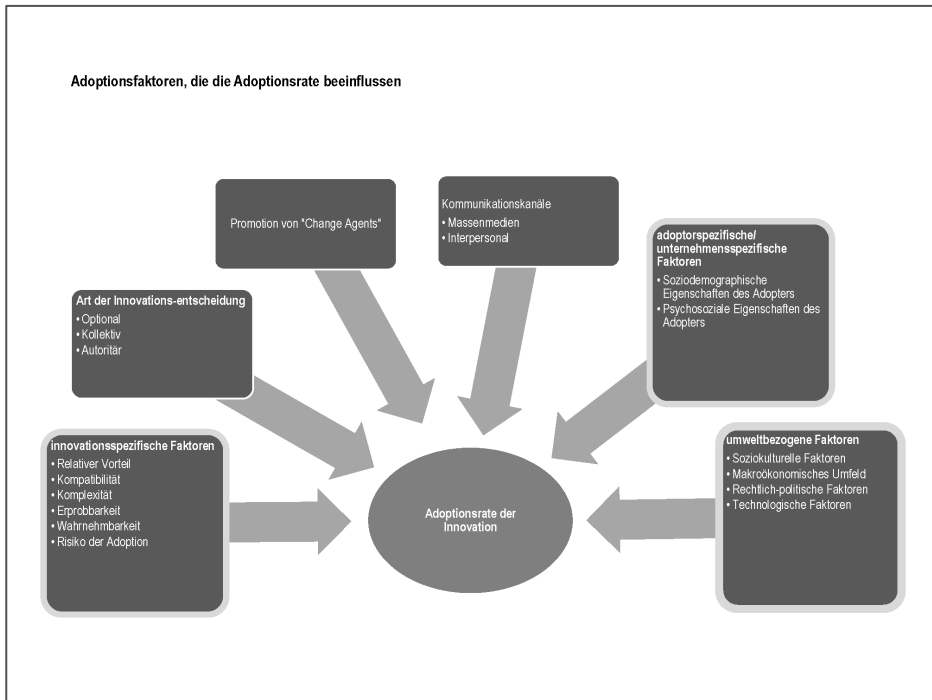 Adoptionsfaktoren, die die Adoptionsrate beeinflussen
Promotion von "Change Agents"
Kommunikationskanäle
• Massenmedien
• Interpersonal
adoptorspezifische/
unternehmensspezifische
Faktoren
• Soziodemographische
Eigenschaften des Adopters
• Psychosoziale Eigenschaften des
Adopters
Art der Innovations-entscheidung
• Optional
• Kollektiv
• Autoritär
innovationsspezifische Faktoren
• Relativer Vorteil
• Kompatibilität
• Komplexität
• Erprobbarkeit
• Wahrnehmbarkeit
• Risiko der Adoption
Adoptionsrate der
Innovation
umweltbezogene Faktoren
• Soziokulturelle Faktoren
• Makroökonomisches Umfeld
• Rechtlich-politische Faktoren
• Technologische Faktoren